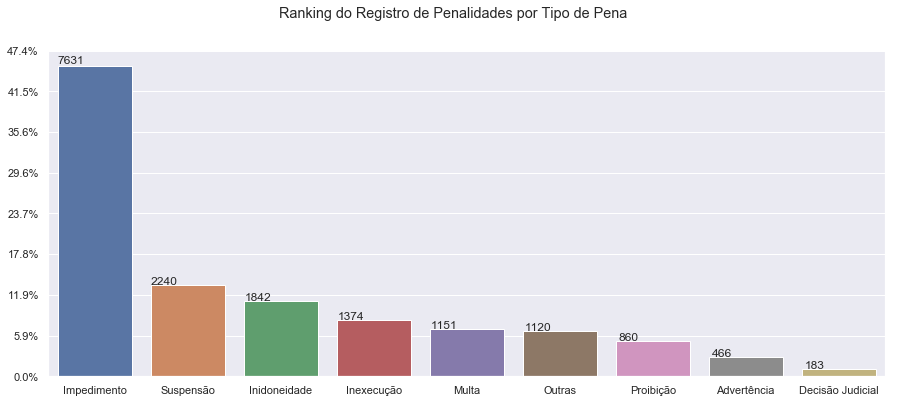 Ranking do Registro de Penalidades por Tipo de Pena
47.4%
41.5%
35.6%
29.6%
23.7%
17.8%
11.9%
5.9%
0.0%
7631
2240
1842
1374
1151
1120
860
466
183
Impedimento
Suspensão
Inidoneidade
Inexecução
Multa
Outras
Proibição
Advertência
Decisão Judicial